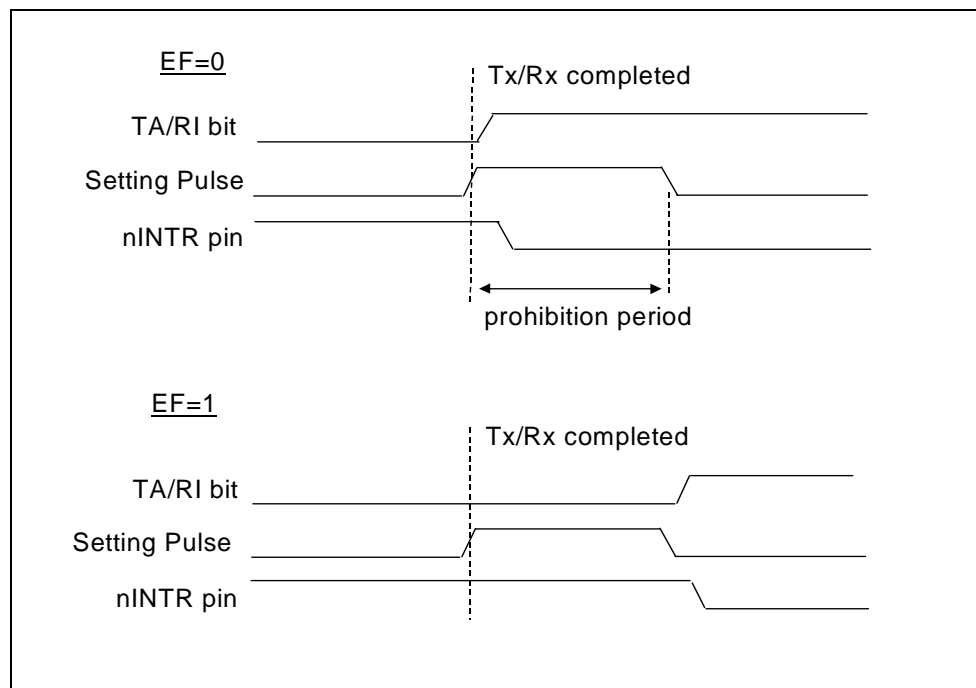 EF=0
Tx/Rx completed
TA/RI bit
Setting Pulse
nINTR pin
prohibition period
EF=1
Tx/Rx completed
TA/RI bit
Setting Pulse
nINTR pin